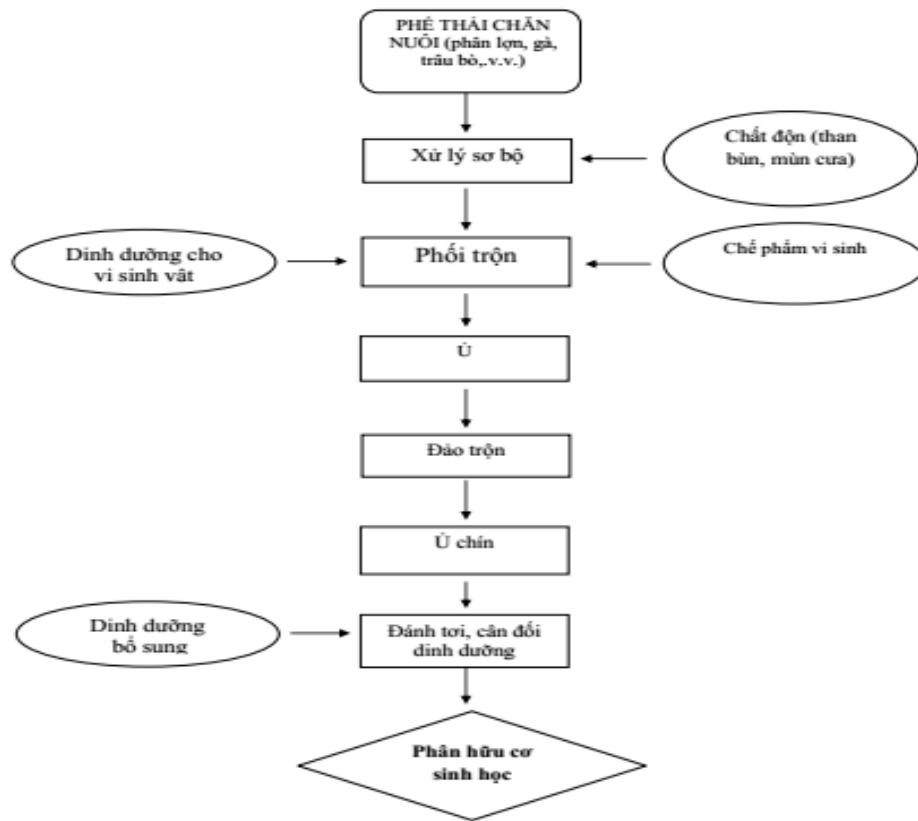 PHẾ THẢI CHĂN
NUÔI (phân lợn, gà,
trâu bò,.v.v.)
Xử lý sơ bộ
Chất độn (than
bùn, mùn cưa)
Dinh dưỡng cho
vi sinh vật
Phối trộn
Chế phẩm vi sinh
Ủ
Đảo trộn
Ủ chín
Dinh dưỡng
bổ sung
Đánh tơi, cân đối
dinh dưỡng
Phân hữu cơ
sinh học